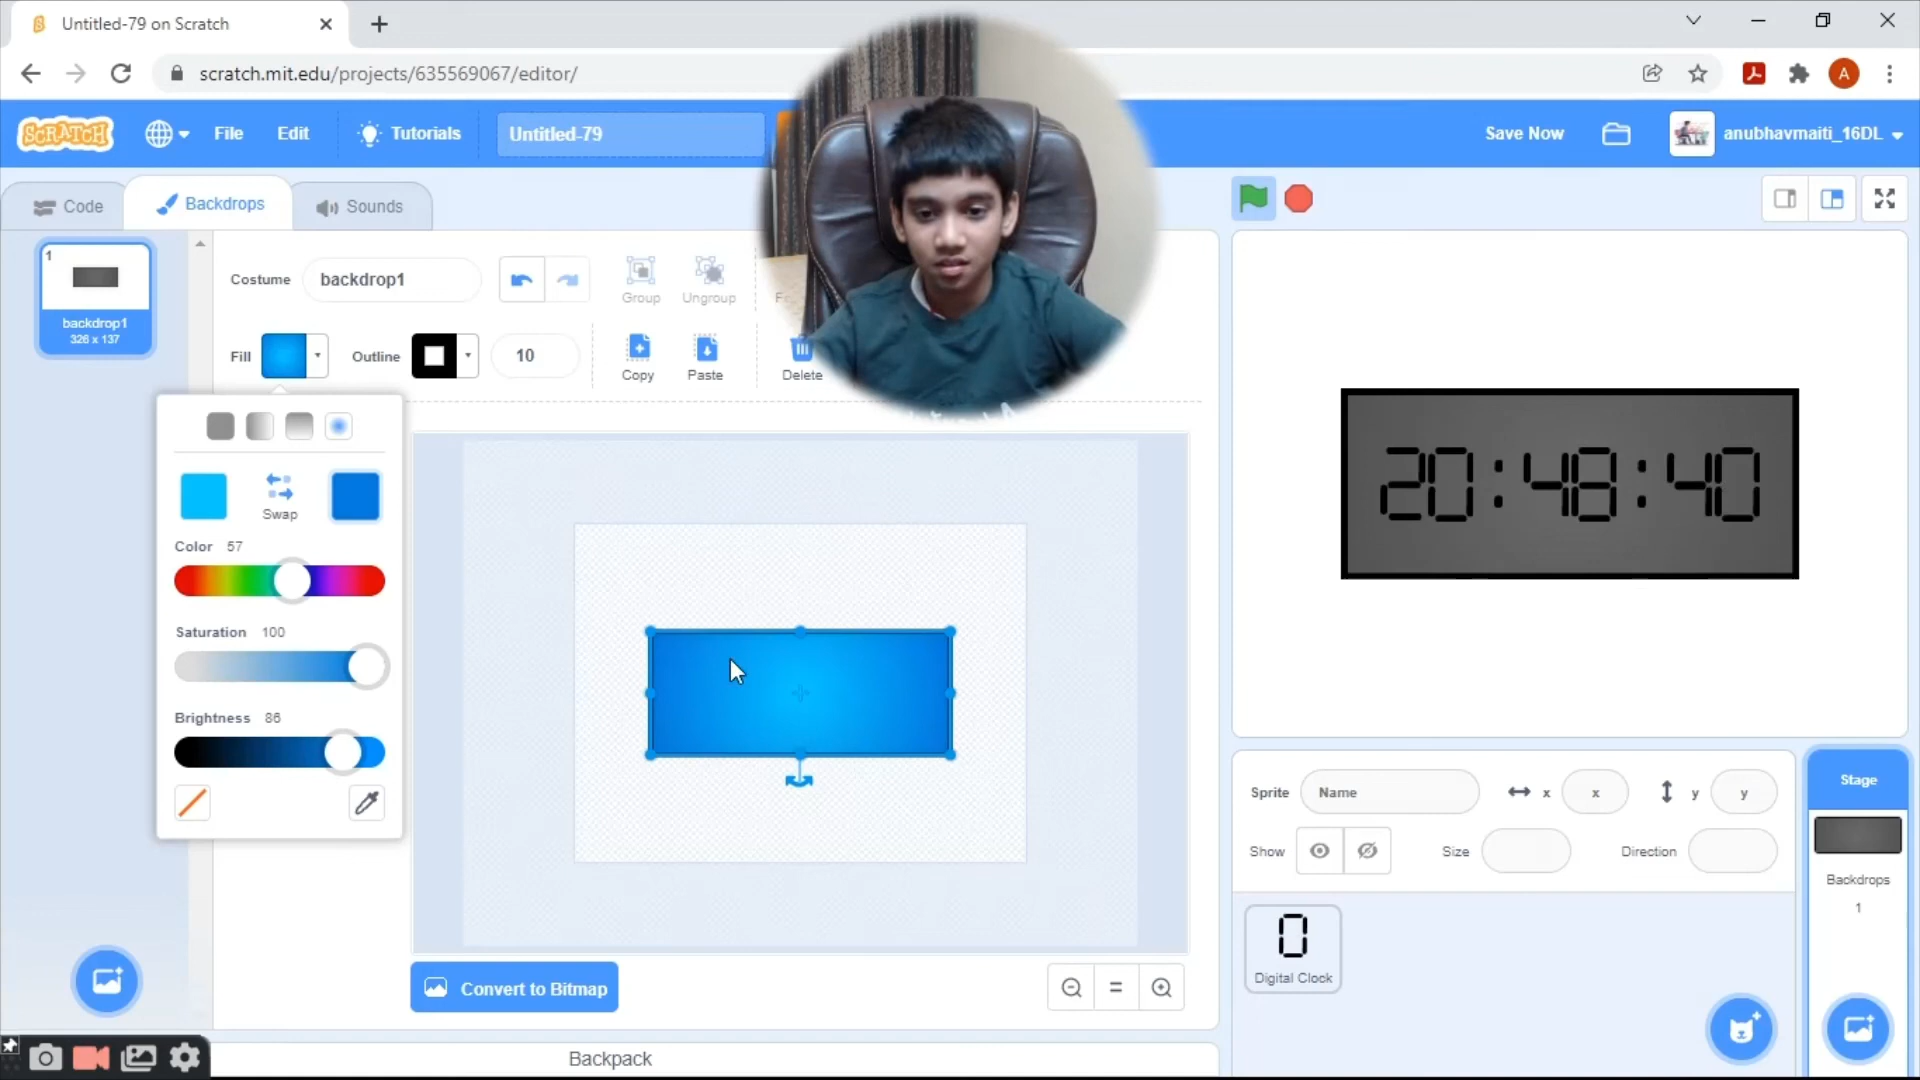 Untitled-79 on Scratch
scratch.mit.edu/projects/635569067/editor/
A
SCRATCH
File
Edit
Tutorials
Untitled-79
Save Now
anubhavmaiti_16DL
Code
Backdrops
Sounds
1
backdrop1
326 x 137
Costume
backdrop1
Group
Ungroup
Fill
Outline
10
Copy
Paste
Delete
Swap
Color 57
Saturation 100
Brightness 86
Convert to Bitmap
Backpack
20:48:40
Sprite
Name
x
x
y
y
Show
Size
Direction
0
Digital Clock
Stage
Backdrops
1